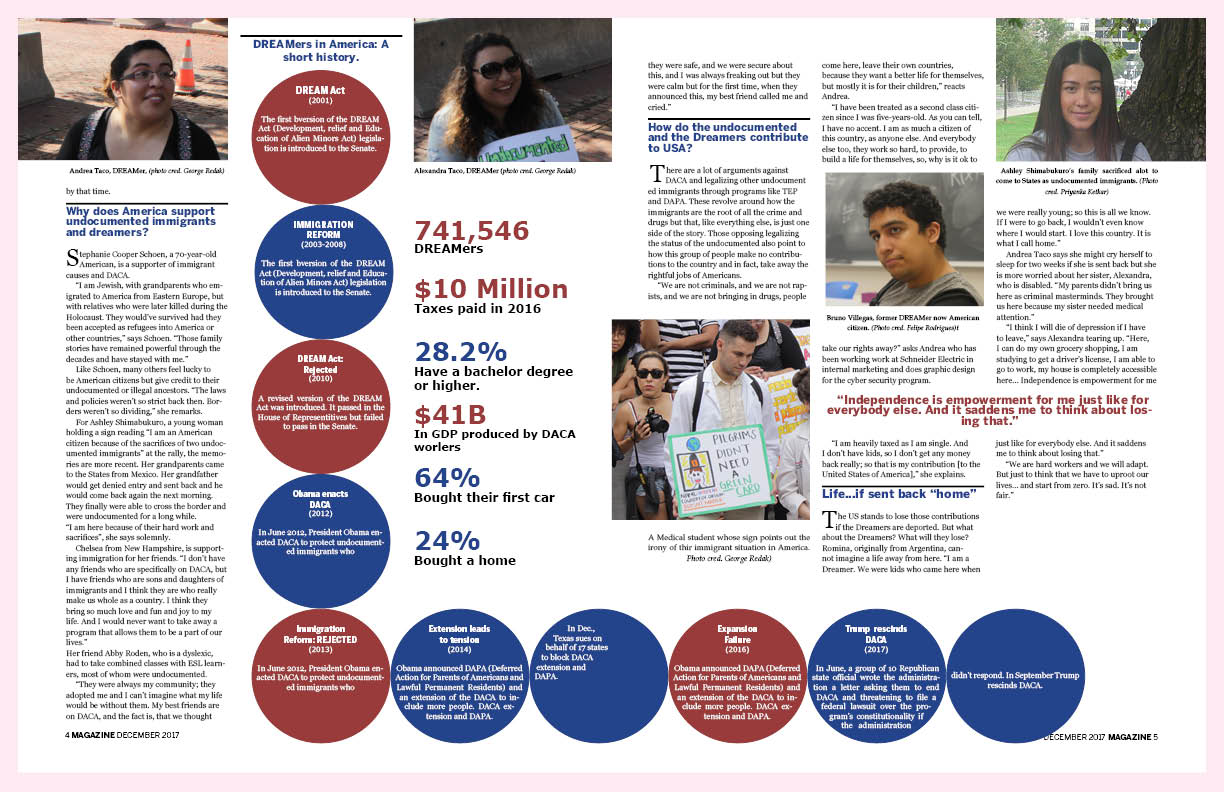 Andrea Taco, DREAMer, (photo cred. George Redak)
by that time.
Why does America support
undocumented immigrants
and dreamers?
Stephanie Cooper Schoen, a 70-year-old
American, is a supporter of immigrant
causes and DACA.
“I am Jewish, with grandparents who em-
igrated to America from Eastern Europe, but
with relatives who were later killed during the
Holocaust. They would’ve survived had they
been accepted as refugees into America or
other countries,” says Schoen. “Those family
stories have remained powerful through the
decades and have stayed with me.”
Like Schoen, many others feel lucky to
be American citizens but give credit to their
undocumented or illegal ancestors. “The laws
and policies weren’t so strict back then. Bor-
ders weren’t so dividing,” she remarks.
For Ashley Shimabukuro, a young woman
holding a sign reading “I am an American
citizen because of the sacrifices of two undoc-
umented immigrants” at the rally, the memo-
ries are more recent. Her grandparents came
to the States from Mexico. Her grandfather
would get denied entry and sent back and he
would come back again the next morning.
They finally were able to cross the border and
were undocumented for a long while.
“I am here because of their hard work and
sacrifices”, she says solemnly.
Chelsea from New Hampshire, is support-
ing immigration for her friends. “I don’t have
any friends who are specifically on DACA, but
I have friends who are sons and daughters of
immigrants and I think they are who really
make us whole as a country. I think they
bring so much love and fun and joy to my
life. And I would never want to take away a
program that allows them to be a part of our
lives.”
Her friend Abby Roden, who is a dyslexic,
had to take combined classes with ESL learn-
ers, most of whom were undocumented.
“They were always my community; they
adopted me and I can’t imagine what my life
would be without them. My best friends are
on DACA, and the fact is, that we thought
4 MAGAZINE DECEMBER 2017
DREAMers in America: A
short history.
DREAM Act
(2001)
The first bversion of the DREAM
Act (Development, relief and Edu-
cation of Alien Minors Act) legisla-
tion is introduced to the Senate.
IMMIGRATION
REFORM
(2003-2008)
The first bversion of the DREAM
Act (Development, relief and Educa-
tion of Alien Minors Act) legislation
is introduced to the Senate.
DREAM Act:
Rejected
(2010)
A revised version of the DREAM
Act was introduced. It passed in the
House of Representitives but failed
to pass in the Senate.
Obama enacts
DACA
(2012)
In June 2012, President Obama en-
acted DACA to protect undocument-
ed immigrants who
Immigration
Reform: REJECTED
(2013)
In June 2012, President Obama en-
acted DACA to protect undocument-
ed immigrants who
Extension leads
to tension
(2014)
Obama announced DAPA (Deferred
Action for Parents of Americans and
Lawful Permanent Residents) and
an extension of the DACA to in-
clude more people. DACA ex-
tension and DAPA.
In Dec.,
Texas sues on
behalf of 17 states
to block DACA
extension and
DAPA.
Expansion
Failure
(2016)
Obama announced DAPA (Deferred
Action for Parents of Americans and
Lawful Permanent Residents) and
an extension of the DACA to in-
clude more people. DACA ex-
tension and DAPA.
Trump rescinds
DACA
(2017)
In June, a group of 10 Republican
state official wrote the administra-
tion a letter asking them to end
DACA and threatening to file a
federal lawsuit over the pro-
gram’s constitutionality if
the administration
didn’t respond. In September Trump
rescinds DACA.
Undocumented
Alexandra Taco, DREAMer (photo cred. George Redak)
741,546
DREAMers
$10 Million
Taxes paid in 2016
28.2%
Have a bachelor degree
or higher.
$41B
In GDP produced by DACA
worlers
64%
Bought their first car
24%
Bought a home
they were safe, and we were secure about
this, and I was always freaking out but they
were calm but for the first time, when they
announced this, my best friend called me and
cried.”
How do the undocumented
and the Dreamers contribute
to USA?
There are a lot of arguments against
DACA and legalizing other undocument
ed immigrants through programs like TEP
and DAPA. These revolve around how the
immigrants are the root of all the crime and
drugs but that, like everything else, is just one
side of the story. Those opposing legalizing
the status of the undocumented also point to
how this group of people make no contribu-
tions to the country and in fact, take away the
rightful jobs of Americans.
“We are not criminals, and we are not rap-
ists, and we are not bringing in drugs, people
PILGRIMS
DIDN'T
NEED
A
GREEN
CARD
A Medical student whose sign points out the
irony of thir immigrant situation in America.
Photo cred. George Redak)
come here, leave their own countries,
because they want a better life for themselves,
but mostly it is for their children,” reacts
Andrea.
“I have been treated as a second class citi-
zen since I was five-years-old. As you can tell,
I have no accent. I am as much a citizen of
this country, as anyone else. And everybody
else too, they work so hard, to provide, to
build a life for themselves, so, why is it ok to
Bruno Villegas, former DREAMer now American
citizen. (Photo cred. Felipe Rodrigues)t
take our rights away?” asks Andrea who has
been working work at Schneider Electric in
internal marketing and does graphic design
for the cyber security program.
“Independence is empowerment for me just like for
everybody else. And it saddens me to think about los-
ing that.”
“I am heavily taxed as I am single. And
I don’t have kids, so I don’t get any money
back really; so that is my contribution [to the
United States of America],” she explains.
Life...if sent back “home”
The US stands to lose those contributions
if the Dreamers are deported. But what
about the Dreamers? What will they lose?
Romina, originally from Argentina, can-
not imagine a life away from here. “I am a
Dreamer. We were kids who came here when
Ashley Shimabukuro’s family sacrificed alot to
come to States as undocumented immigrants. (Photo
cred. Priyanka Ketkar)
we were really young; so this is all we know.
If I were to go back, I wouldn’t even know
where I would start. I love this country. It is
what I call home.”
Andrea Taco says she might cry herself to
sleep for two weeks if she is sent back but she
is more worried about her sister, Alexandra,
who is disabled. “My parents didn’t bring us
here as criminal masterminds. They brought
us here because my sister needed medical
attention.”
“I think I will die of depression if I have
to leave,” says Alexandra tearing up. “Here,
I can do my own grocery shopping, I am
studying to get a driver’s license, I am able to
go to work, my house is completely accessible
here... Independence is empowerment for me
just like for everybody else. And it saddens
me to think about losing that.”
“We are hard workers and we will adapt.
But just to think that we have to uproot our
lives... and start from zero. It’s sad. It’s not
fair.”
DECEMBER 2017 MAGAZINE 5